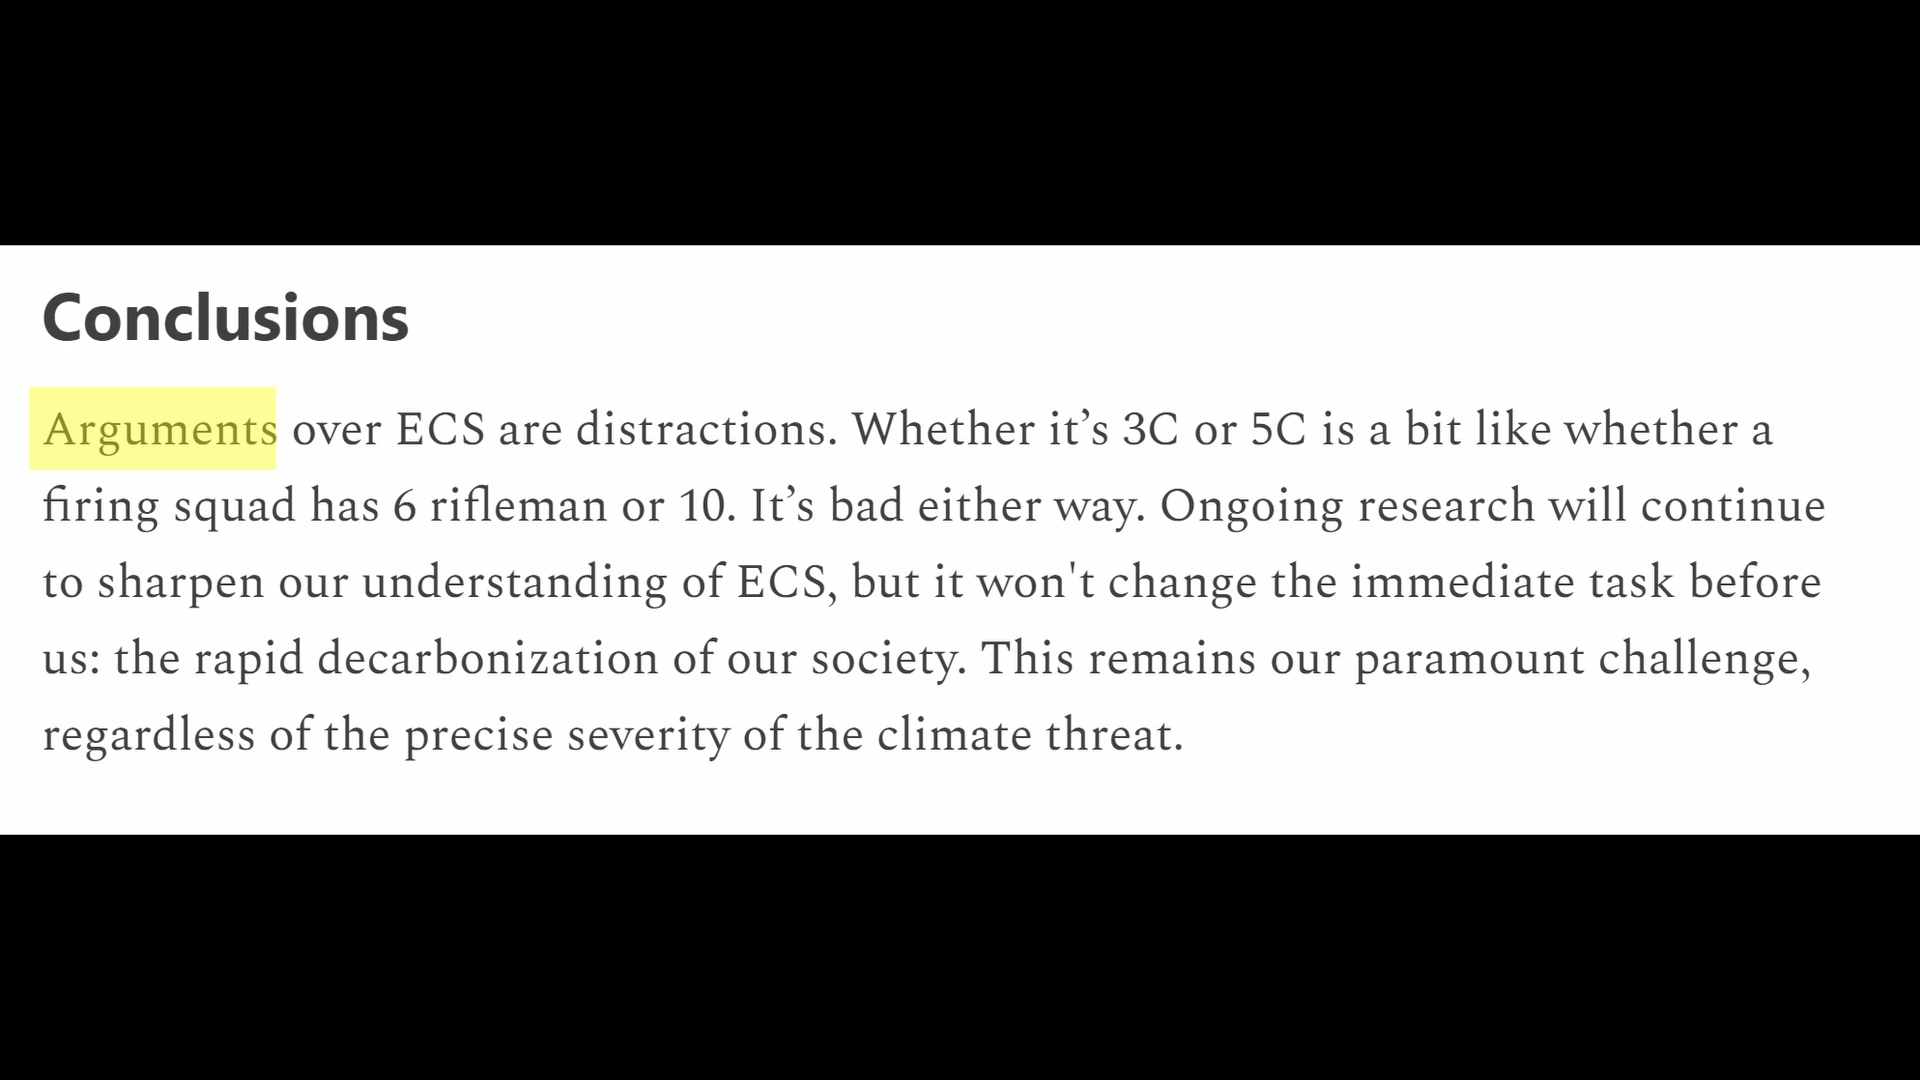 Conclusions
Arguments over ECS are distractions. Whether it’s 3C or 5C is a bit like whether a
firing squad has 6 rifleman or 10. It’s bad either way. Ongoing research will continue
to sharpen our understanding of ECS, but it won't change the immediate task before
us: the rapid decarbonization of our society. This remains our paramount challenge,
regardless of the precise severity of the climate threat.